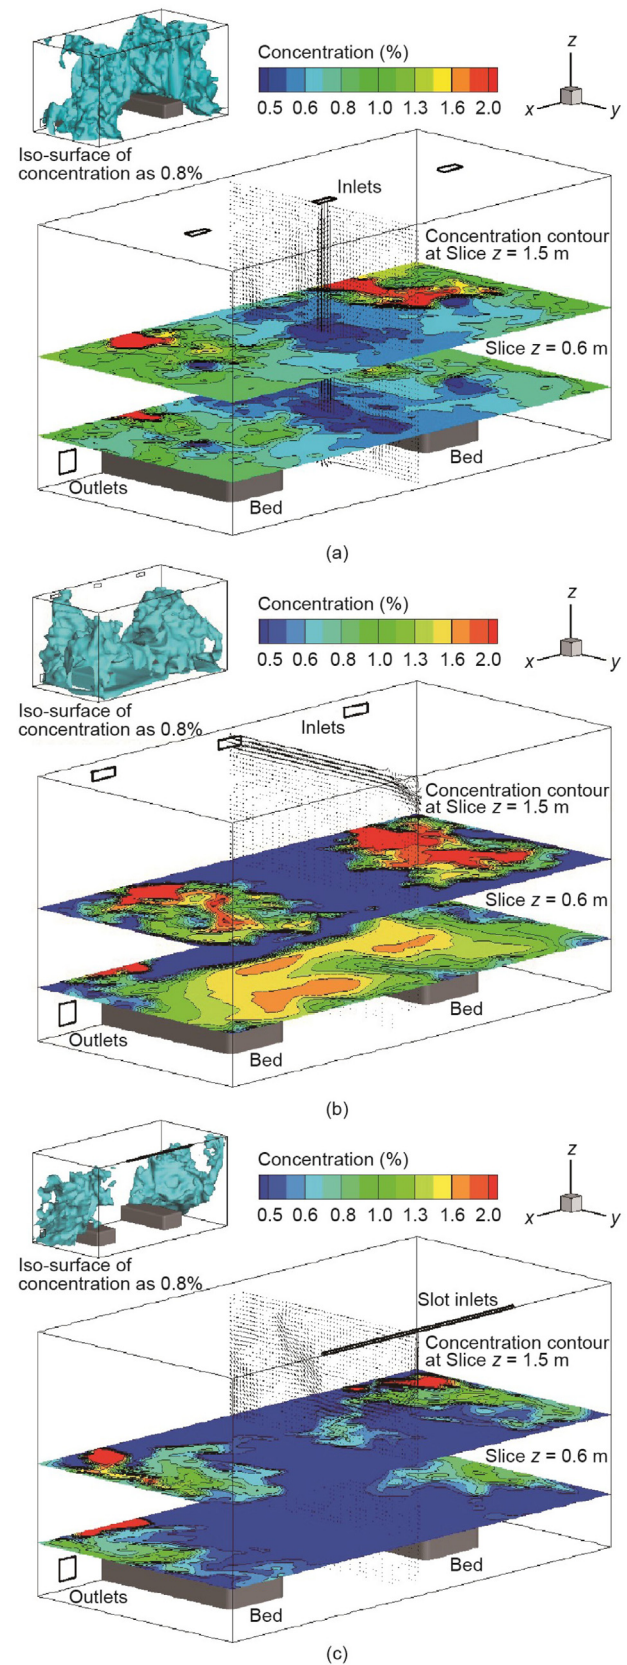 Concentration (%)
0.5 0.6 0.8 1.0 1.3 1.6 2.0
z
x
y
Iso-surface of
concentration as 0.8%
Inlets
Concentration contour
at Slice z = 1.5 m
Slice z = 0.6 m
Bed
Outlets
Bed
(a)
Concentration (%)
0.5 0.6 0.8 1.0 1.3 1.6 2.0
z
x
y
Iso-surface of
concentration as 0.8%
Inlets
Concentration contour
at Slice z = 1.5 m
Slice z = 0.6 m
Bed
Outlets
Bed
(b)
Concentration (%)
0.5 0.6 0.8 1.0 1.6 2.0 
z
x
y
Iso-surface of
concentration as 0.8%
Slot inlets
Concentration contour
at Slice z = 1.5 m
Slice z = 0.6 m
Bed
Outlets
Bed
(c)